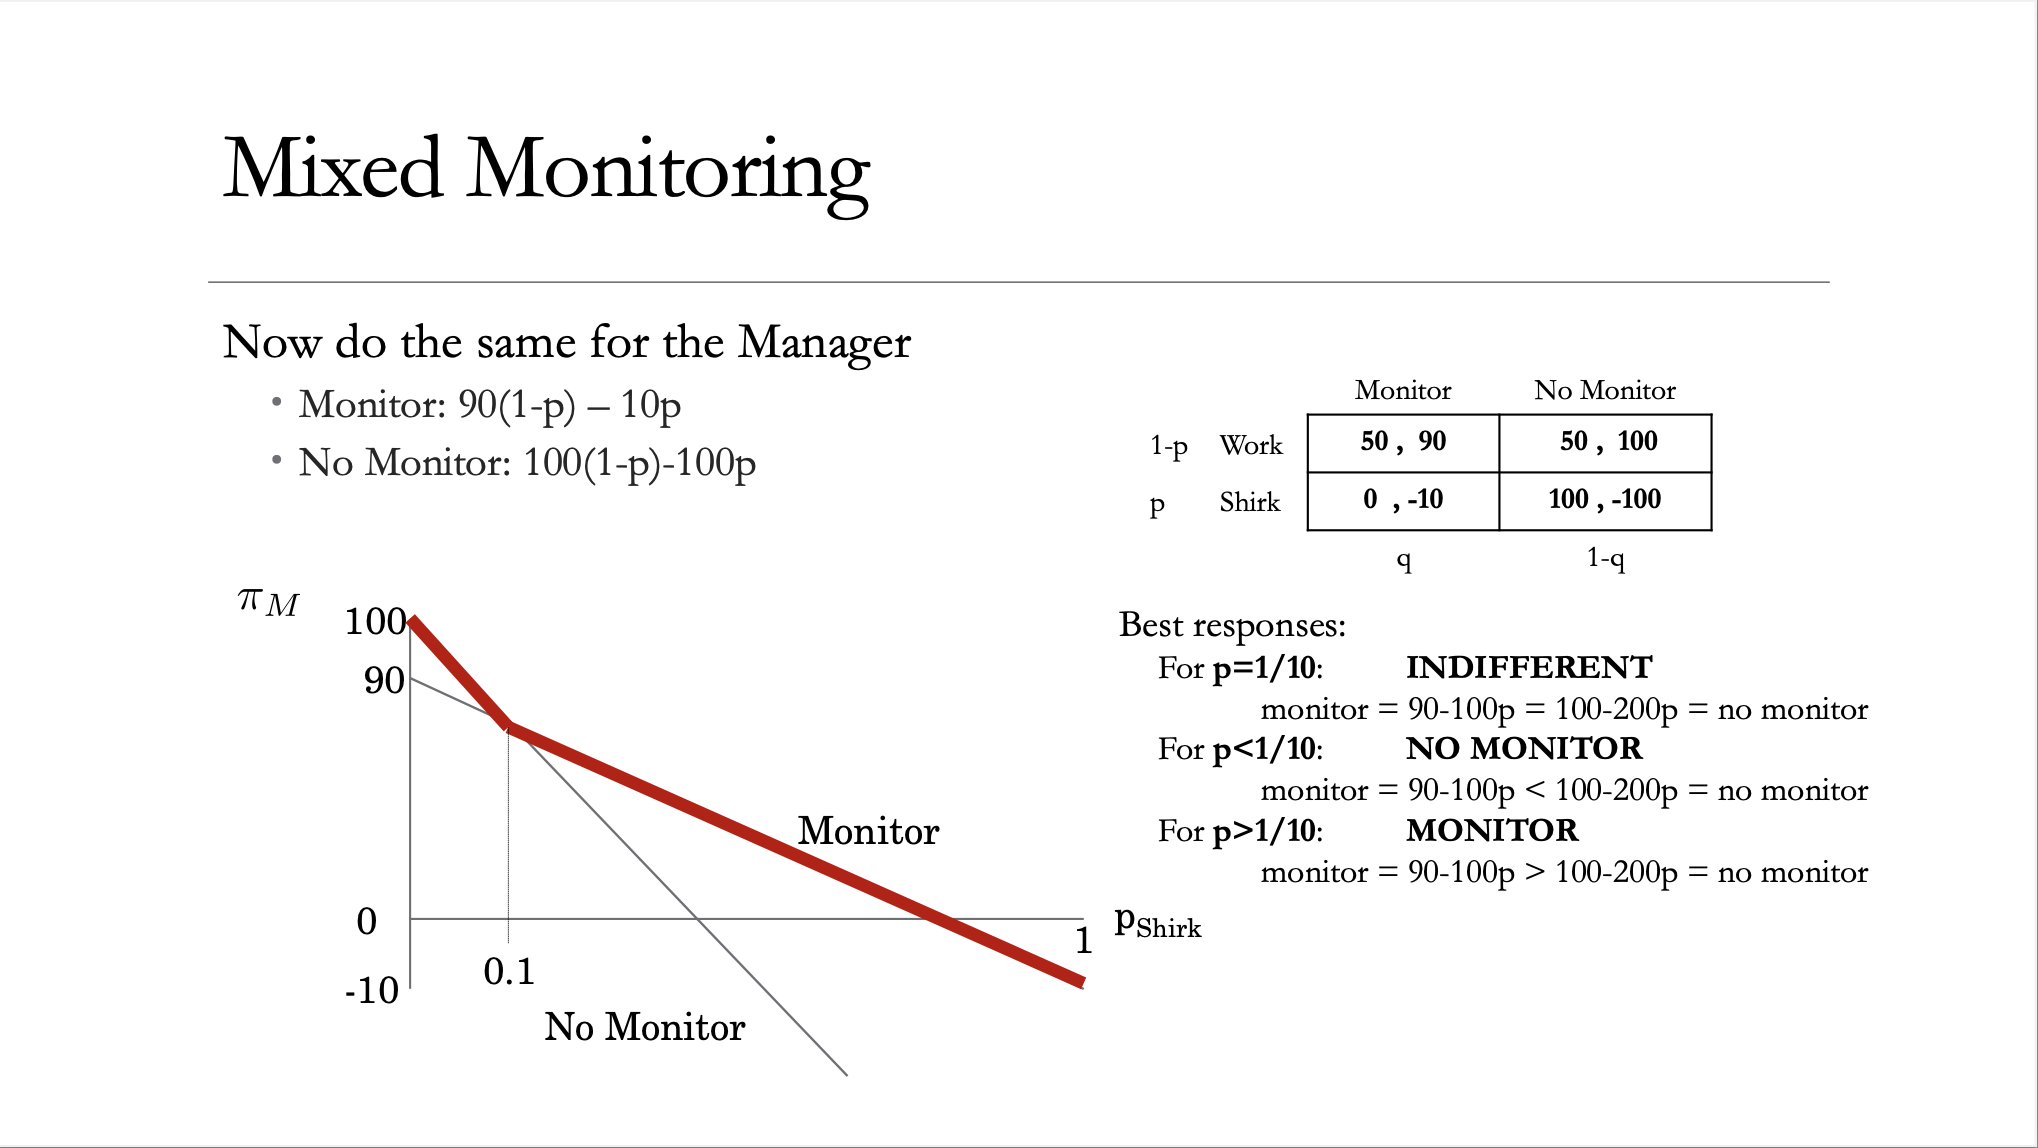 Mixed Monitoring
Now do the same for the Manager
• Monitor: 90(1-p) – 10p
• No Monitor: 100(1-p)-100p
Monitor No Monitor
1-p Work 50 , 90 50 , 100
p Shirk 0 , -10 100 , -100
q 1-q
π_M
100
90
0
-10
0.1
1
p_Shirk
Monitor
No Monitor
Best responses:
For p=1/10: INDIFFERENT
monitor = 90-100p = 100-200p = no monitor
For p<1/10: NO MONITOR
monitor = 90-100p < 100-200p = no monitor
For p>1/10: MONITOR
monitor = 90-100p > 100-200p = no monitor